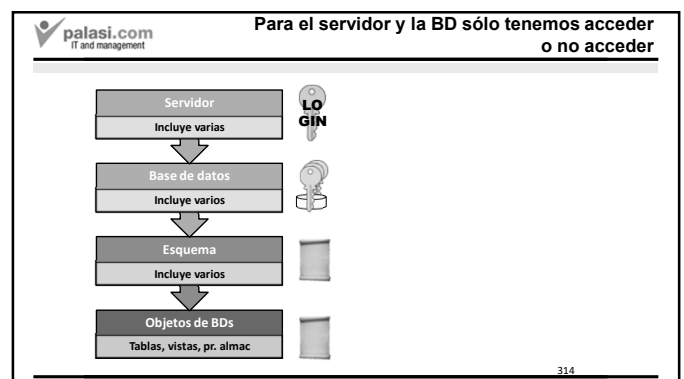 palasi.com
IT and management
Para el servidor y la BD sólo tenemos acceder
o no acceder
Servidor
Incluye varias
LO
GIN
Base de datos
Incluye varios
Esquema
Incluye varios
Objetos de BDs
Tablas, vistas, pr. almac
314